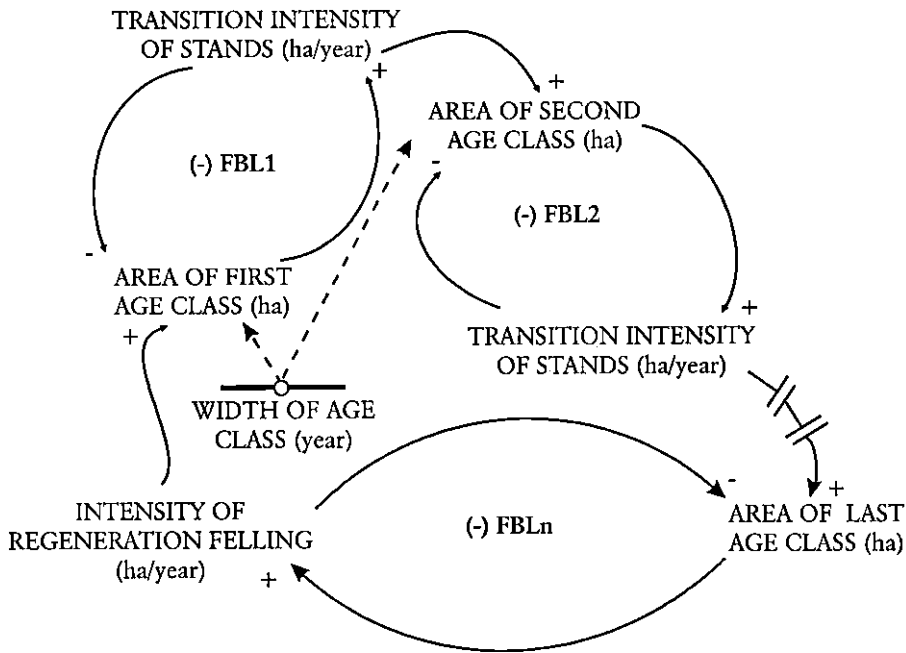 TRANSITION INTENSITY
OF STANDS (ha/year)
+
+
AREA OF SECOND
AGE CLASS (ha)
-
(-) FBL1
(-) FBL2
-
AREA OF FIRST
AGE CLASS (ha)
+
+
TRANSITION INTENSITY
OF STANDS (ha/year)
WIDTH OF AGE
CLASS (year)
-
+
INTENSITY OF
REGENERATION FELLING
(ha/year)
+
(-) FBLn
AREA OF LAST
AGE CLASS (ha)